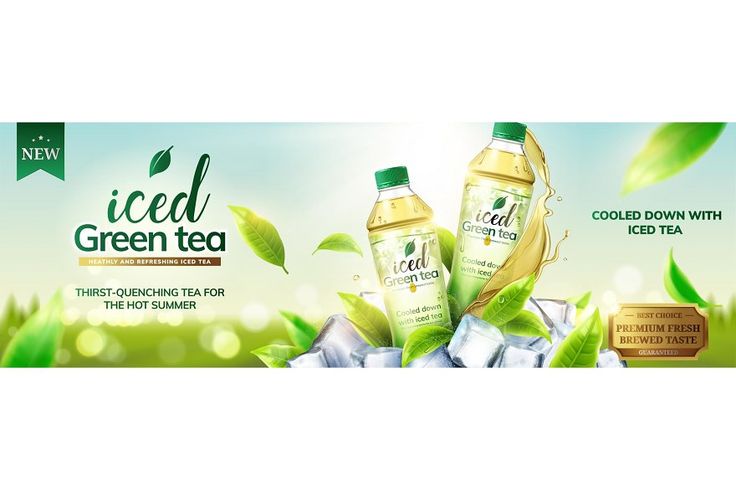 NEW
iced
Green tea
HEATHLY AND REFRESHING ICED TEA
THIRST-QUENCHING TEA FOR
THE HOT SUMMER
iced
Green tea
Cooled down
with iced tea
iced
Green tea
Cooled down
with iced
COOLED DOWN WITH
ICED TEA
BEST CHOICE
PREMIUM FRESH
BREWED TASTE
GUARANTEED